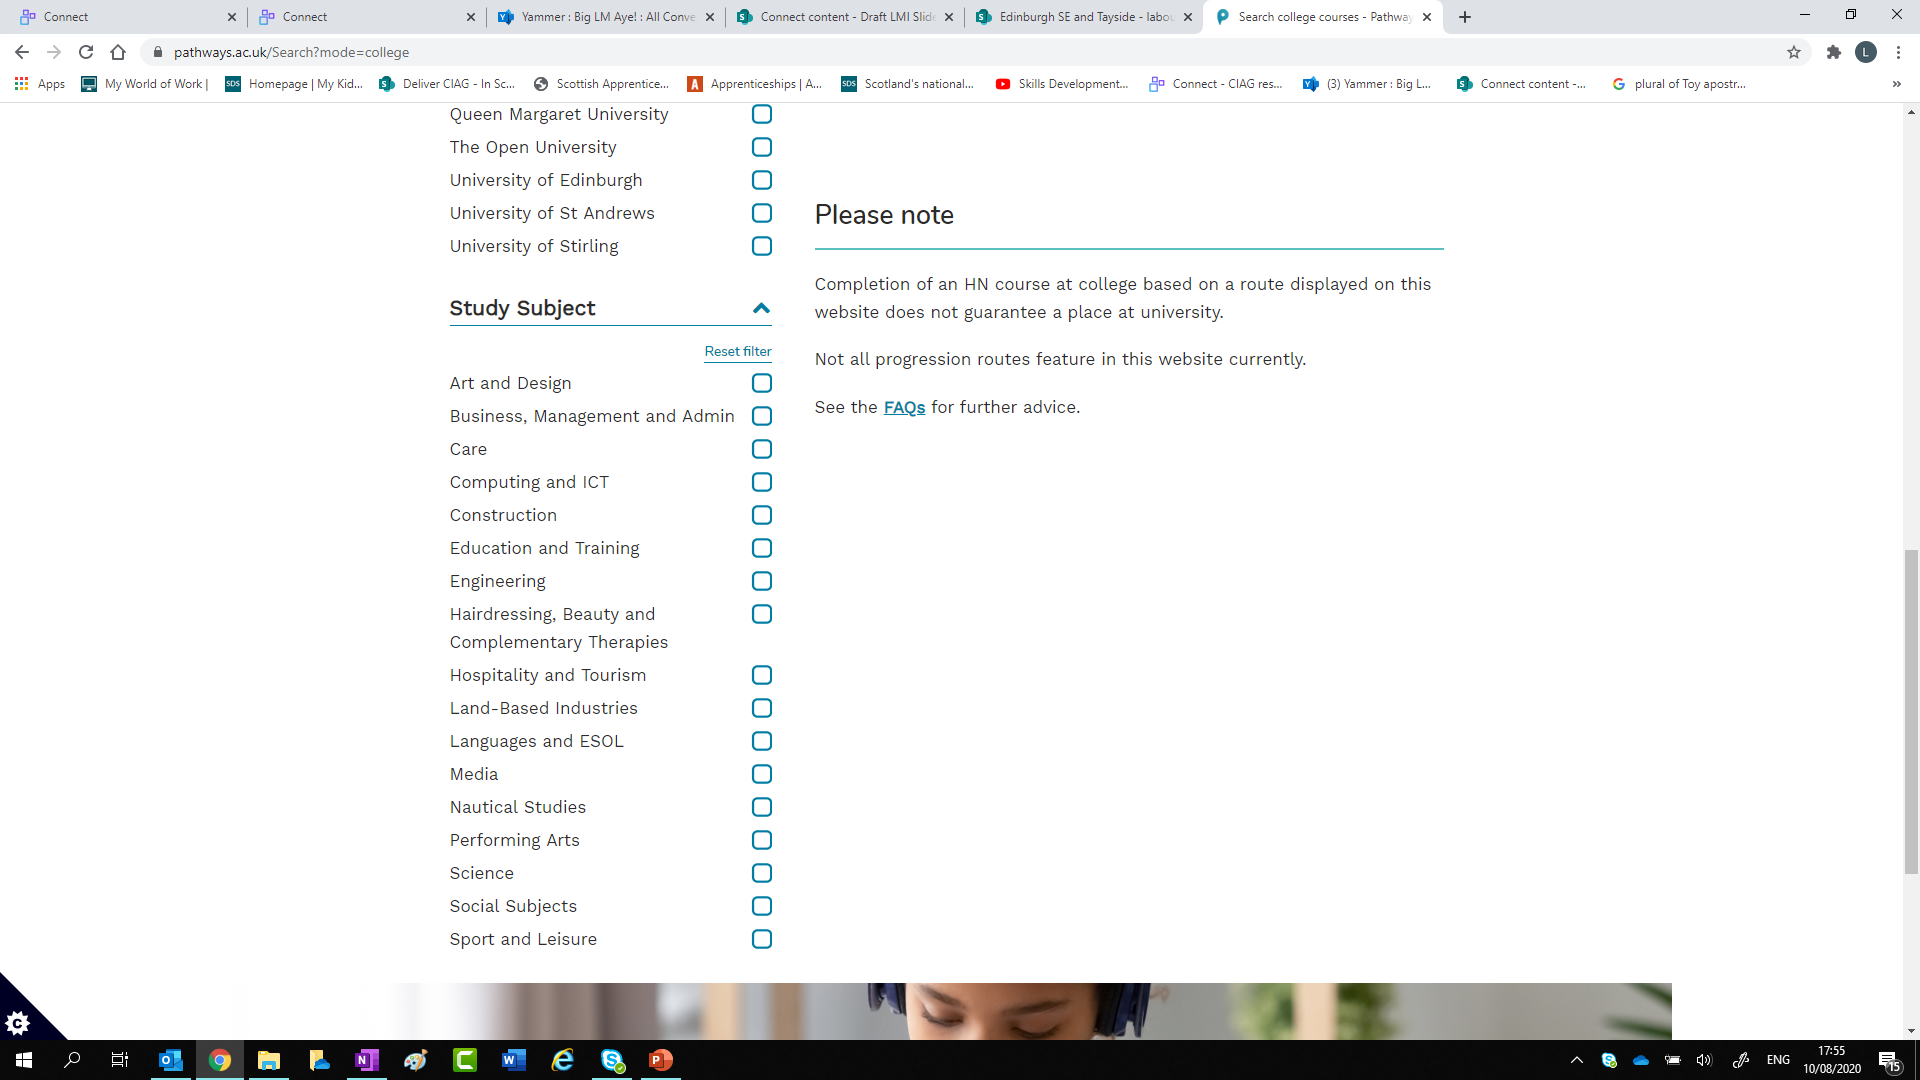 Connect
Connect
Yammer : Big LM Aye! : All Conve
Connect content - Draft LMI Slide
Edinburgh SE and Tayside - labou
Search college courses - Pathway
pathways.ac.uk/Search?mode=college
L
Apps
My World of Work |
SDS
Homepage | My Kid...
Deliver CIAG - In Sc...
Scottish Apprentice...
Apprenticeships | A...
SDS
Scotland's national...
Skills Development...
Connect - CIAG res...
(3) Yammer : Big L...
Connect content -...
plural of Toy apostr...
»
Queen Margaret University
The Open University
University of Edinburgh
University of St Andrews
University of Stirling
Study Subject
Reset filter
Art and Design
Business, Management and Admin
Care
Computing and ICT
Construction
Education and Training
Engineering
Hairdressing, Beauty and
Complementary Therapies
Hospitality and Tourism
Land-Based Industries
Languages and ESOL
Media
Nautical Studies
Performing Arts
Science
Social Subjects
Sport and Leisure
Please note
Completion of an HN course at college based on a route displayed on this
website does not guarantee a place at university.
Not all progression routes feature in this website currently.
See the FAQs for further advice.
ENG
17:55
10/08/2020
15